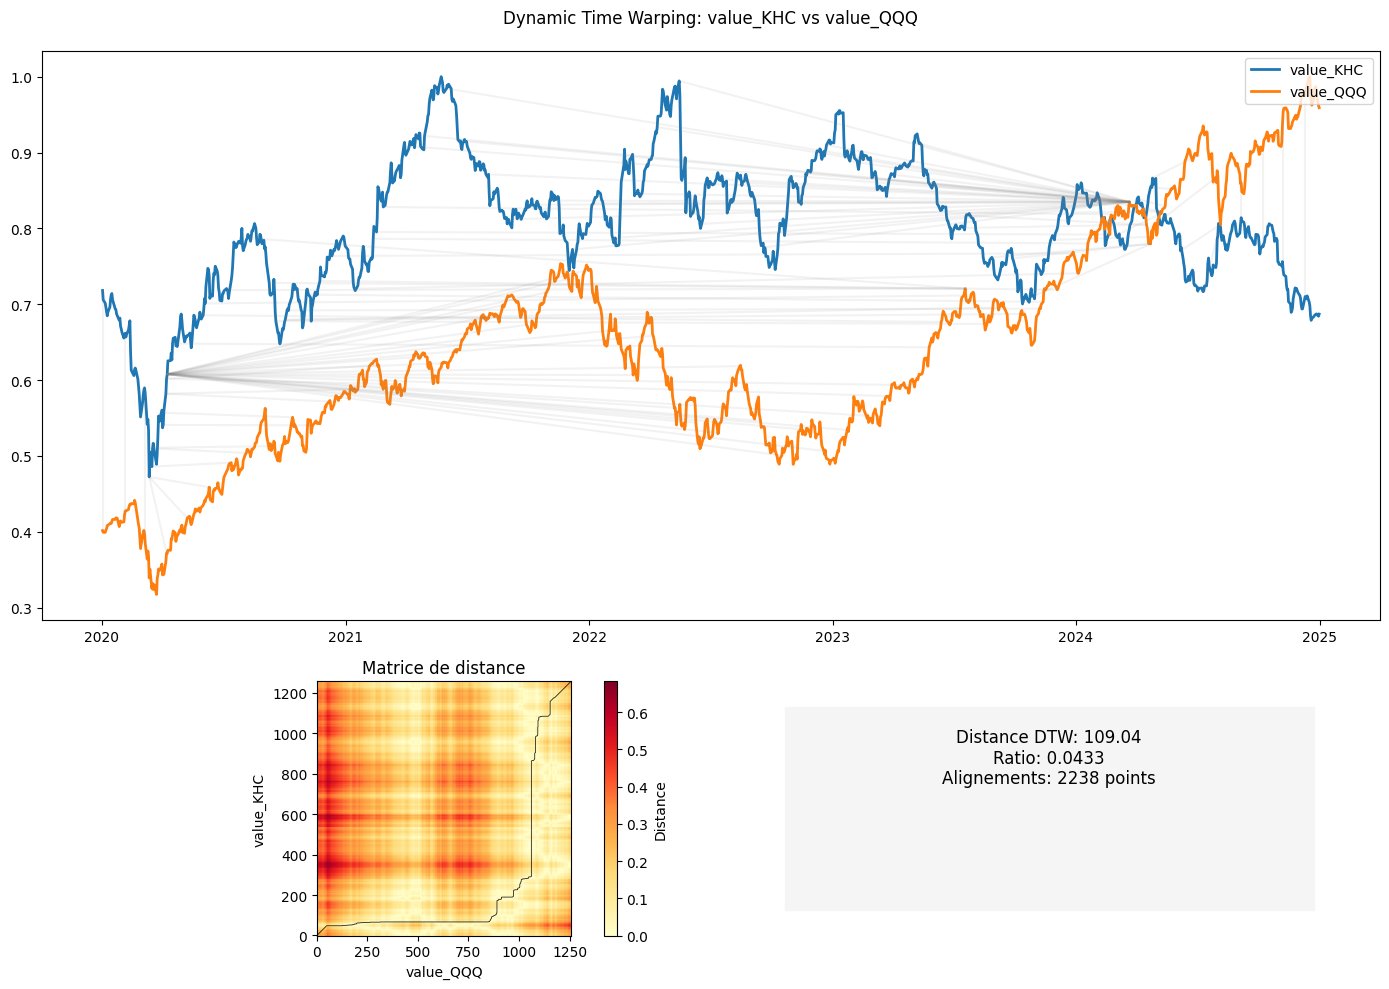 Dynamic Time Warping: value_KHC vs value_QQQ
1.0
0.9
0.8
0.7
0.6
0.5
0.4
0.3
value_KHC
value_QQQ
2020 2021 2022 2023 2024 2025
Matrice de distance
1200
1000
800
600
400
200
0
value_KHC
0 250 500 750 1000 1250
value_QQQ
0.6
0.5
0.4
0.3
0.2
0.1
0.0
Distance
Distance DTW: 109.04
Ratio: 0.0433
Alignements: 2238 points